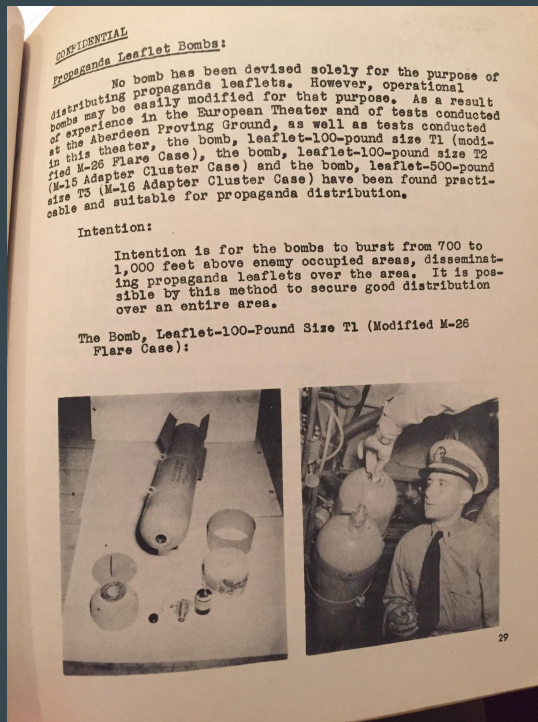 CONFIDENTIAL
Propaganda Leaflet Bombs:
No bomb has been devised solely for the purpose of
distributing propaganda leaflets. However, operational
bombs may be easily modified for that purpose. As a result
of experience in the European Theater and of tests conducted
at the Aberdeen Proving Ground, as well as tests conducted
in this theater, the bomb, leaflet-100-pound size T1 (modi-
fied M-26 Flare Case), the bomb, leaflet-100-pound size T2
(M-15 Adapter Cluster Case) and the bomb, leaflet-500-pound
size T3 (M-16 Adapter Cluster Case) have been found practi-
cable and suitable for propaganda distribution.
Intention:
Intention is for the bombs to burst from 700 to
1,000 feet above enemy occupied areas, disseminat-
ing propaganda leaflets over the area. It is pos-
sible by this method to secure good distribution
over an entire area.
The Bomb, Leaflet-100-Pound Size T1 (Modified M-26
Flare Case):
29